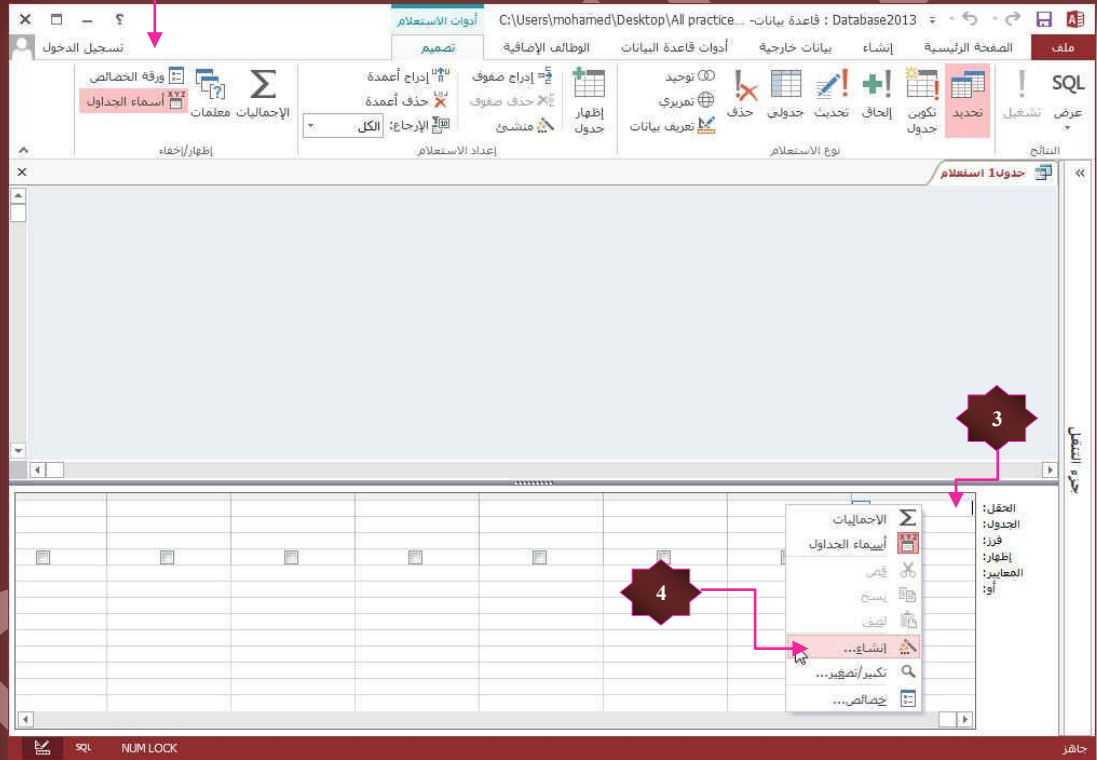 Database2013 : قاعدة بيانات- C:\Users\mohamed\Desktop\All practice...
أدوات الاستعلام
؟
ملف
الصفحة الرئيسية
إنشاء
بيانات خارجية
أدوات قاعدة البيانات
الوظائف الإضافية
تصميم
تسجيل الدخول
SQL
عرض
تشغيل
النتائج
تحديد
تكوين جدول
إلحاق
تحديث
جدولي
حذف
توحيد
تمريري
تعريف بيانات
نوع الاستعلام
إظهار جدول
إدراج صفوف
حذف صفوف
منشئ
إدراج أعمدة
حذف أعمدة
الإرجاع: الكل
إعداد الاستعلام
الإجماليات
معلمات
ورقة الخصائص
أسماء الجداول
إظهار/إخفاء
جدول1 استعلام
جزء التنقل
3
الحقل:
الجدول:
فرز:
إظهار:
المعايير:
أو:
الإجماليات
أسماء الجداول
قص
نسخ
لصق
إنشاء...
تكبير/تصغير...
خصائص...
4
جاهز
NUM LOCK
SQL